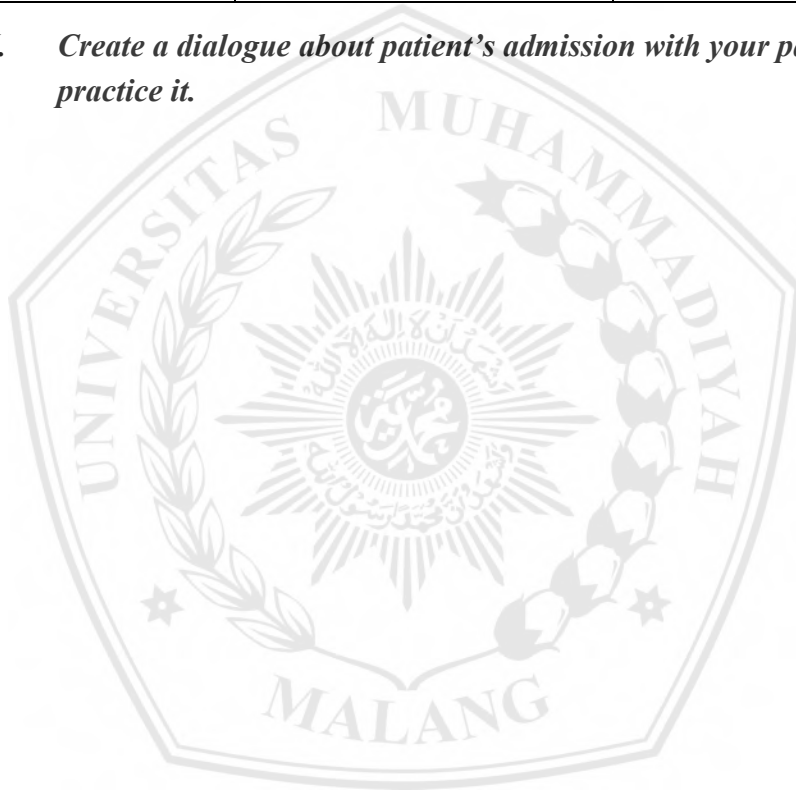 Create a dialogue about patient's admission with your
practice it.
UNIVERSITAS MUHAMMADIYAH
MALANG